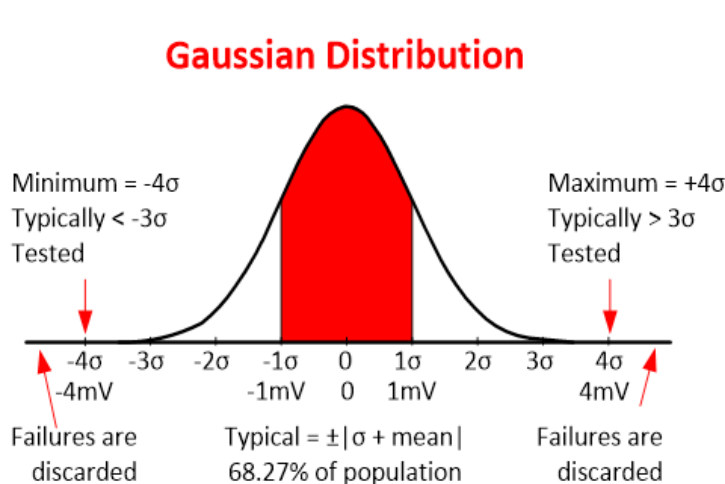 Gaussian Distribution
Minimum = -4σ
Typically < -3σ
Tested
Maximum = +4σ
Typically > 3σ
Tested
-4σ -3σ -2σ -1σ 0 1σ 2σ 3σ 4σ
-4mV -1mV 0 1mV 4mV
Failures are
discarded
Typical = ±|σ + mean|
68.27% of population
Failures are
discarded